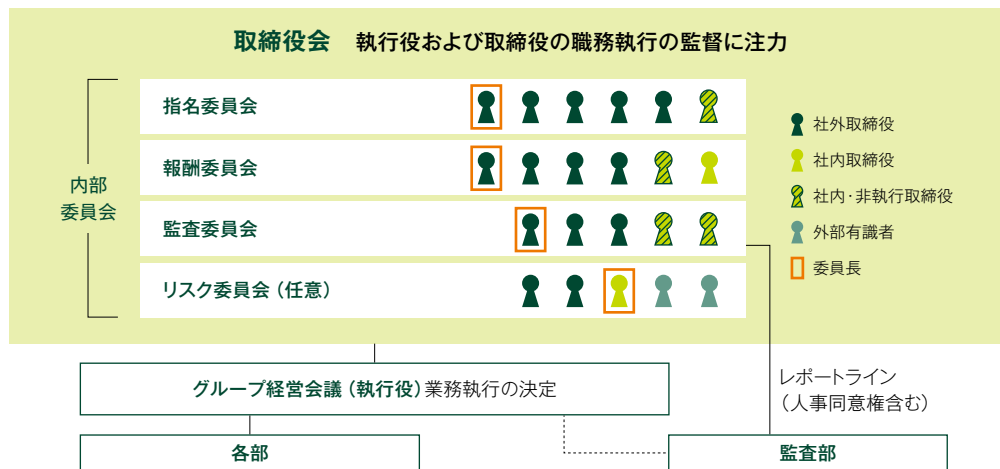 取締役会 執行役および取締役の職務執行の監督に注力
内部
委員会
指名委員会
報酬委員会
監査委員会
リスク委員会（任意）
社外取締役
社内取締役
社内・非執行取締役
外部有識者
委員長
グループ経営会議（執行役）業務執行の決定
レポートライン
（人事同意権含む）
各部
監査部